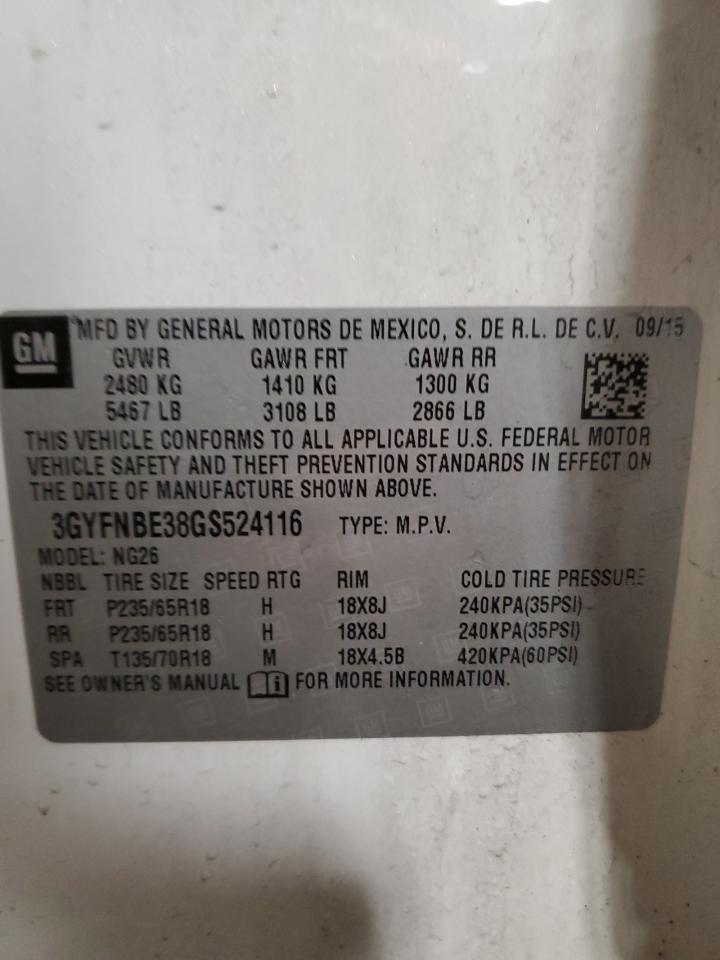 GM
MFD BY GENERAL MOTORS DE MEXICO, S. DE R.L. DE C.V. 09/15
GVWR GAWR FRT GAWR RR
2480 KG 1410 KG 1300 KG
5467 LB 3108 LB 2866 LB
THIS VEHICLE CONFORMS TO ALL APPLICABLE U.S. FEDERAL MOTOR
VEHICLE SAFETY AND THEFT PREVENTION STANDARDS IN EFFECT ON
THE DATE OF MANUFACTURE SHOWN ABOVE.
3GYFNBE38GS524116 TYPE: M.P.V.
MODEL: NG26
NBBL TIRE SIZE SPEED RTG RIM COLD TIRE PRESSURE
FRT P235/65R18 H 18X8J 240KPA(35PSI)
RR P235/65R18 H 18X8J 240KPA(35PSI)
SPA T135/70R18 M 18X4.5B 420KPA(60PSI)
SEE OWNER'S MANUAL i FOR MORE INFORMATION.